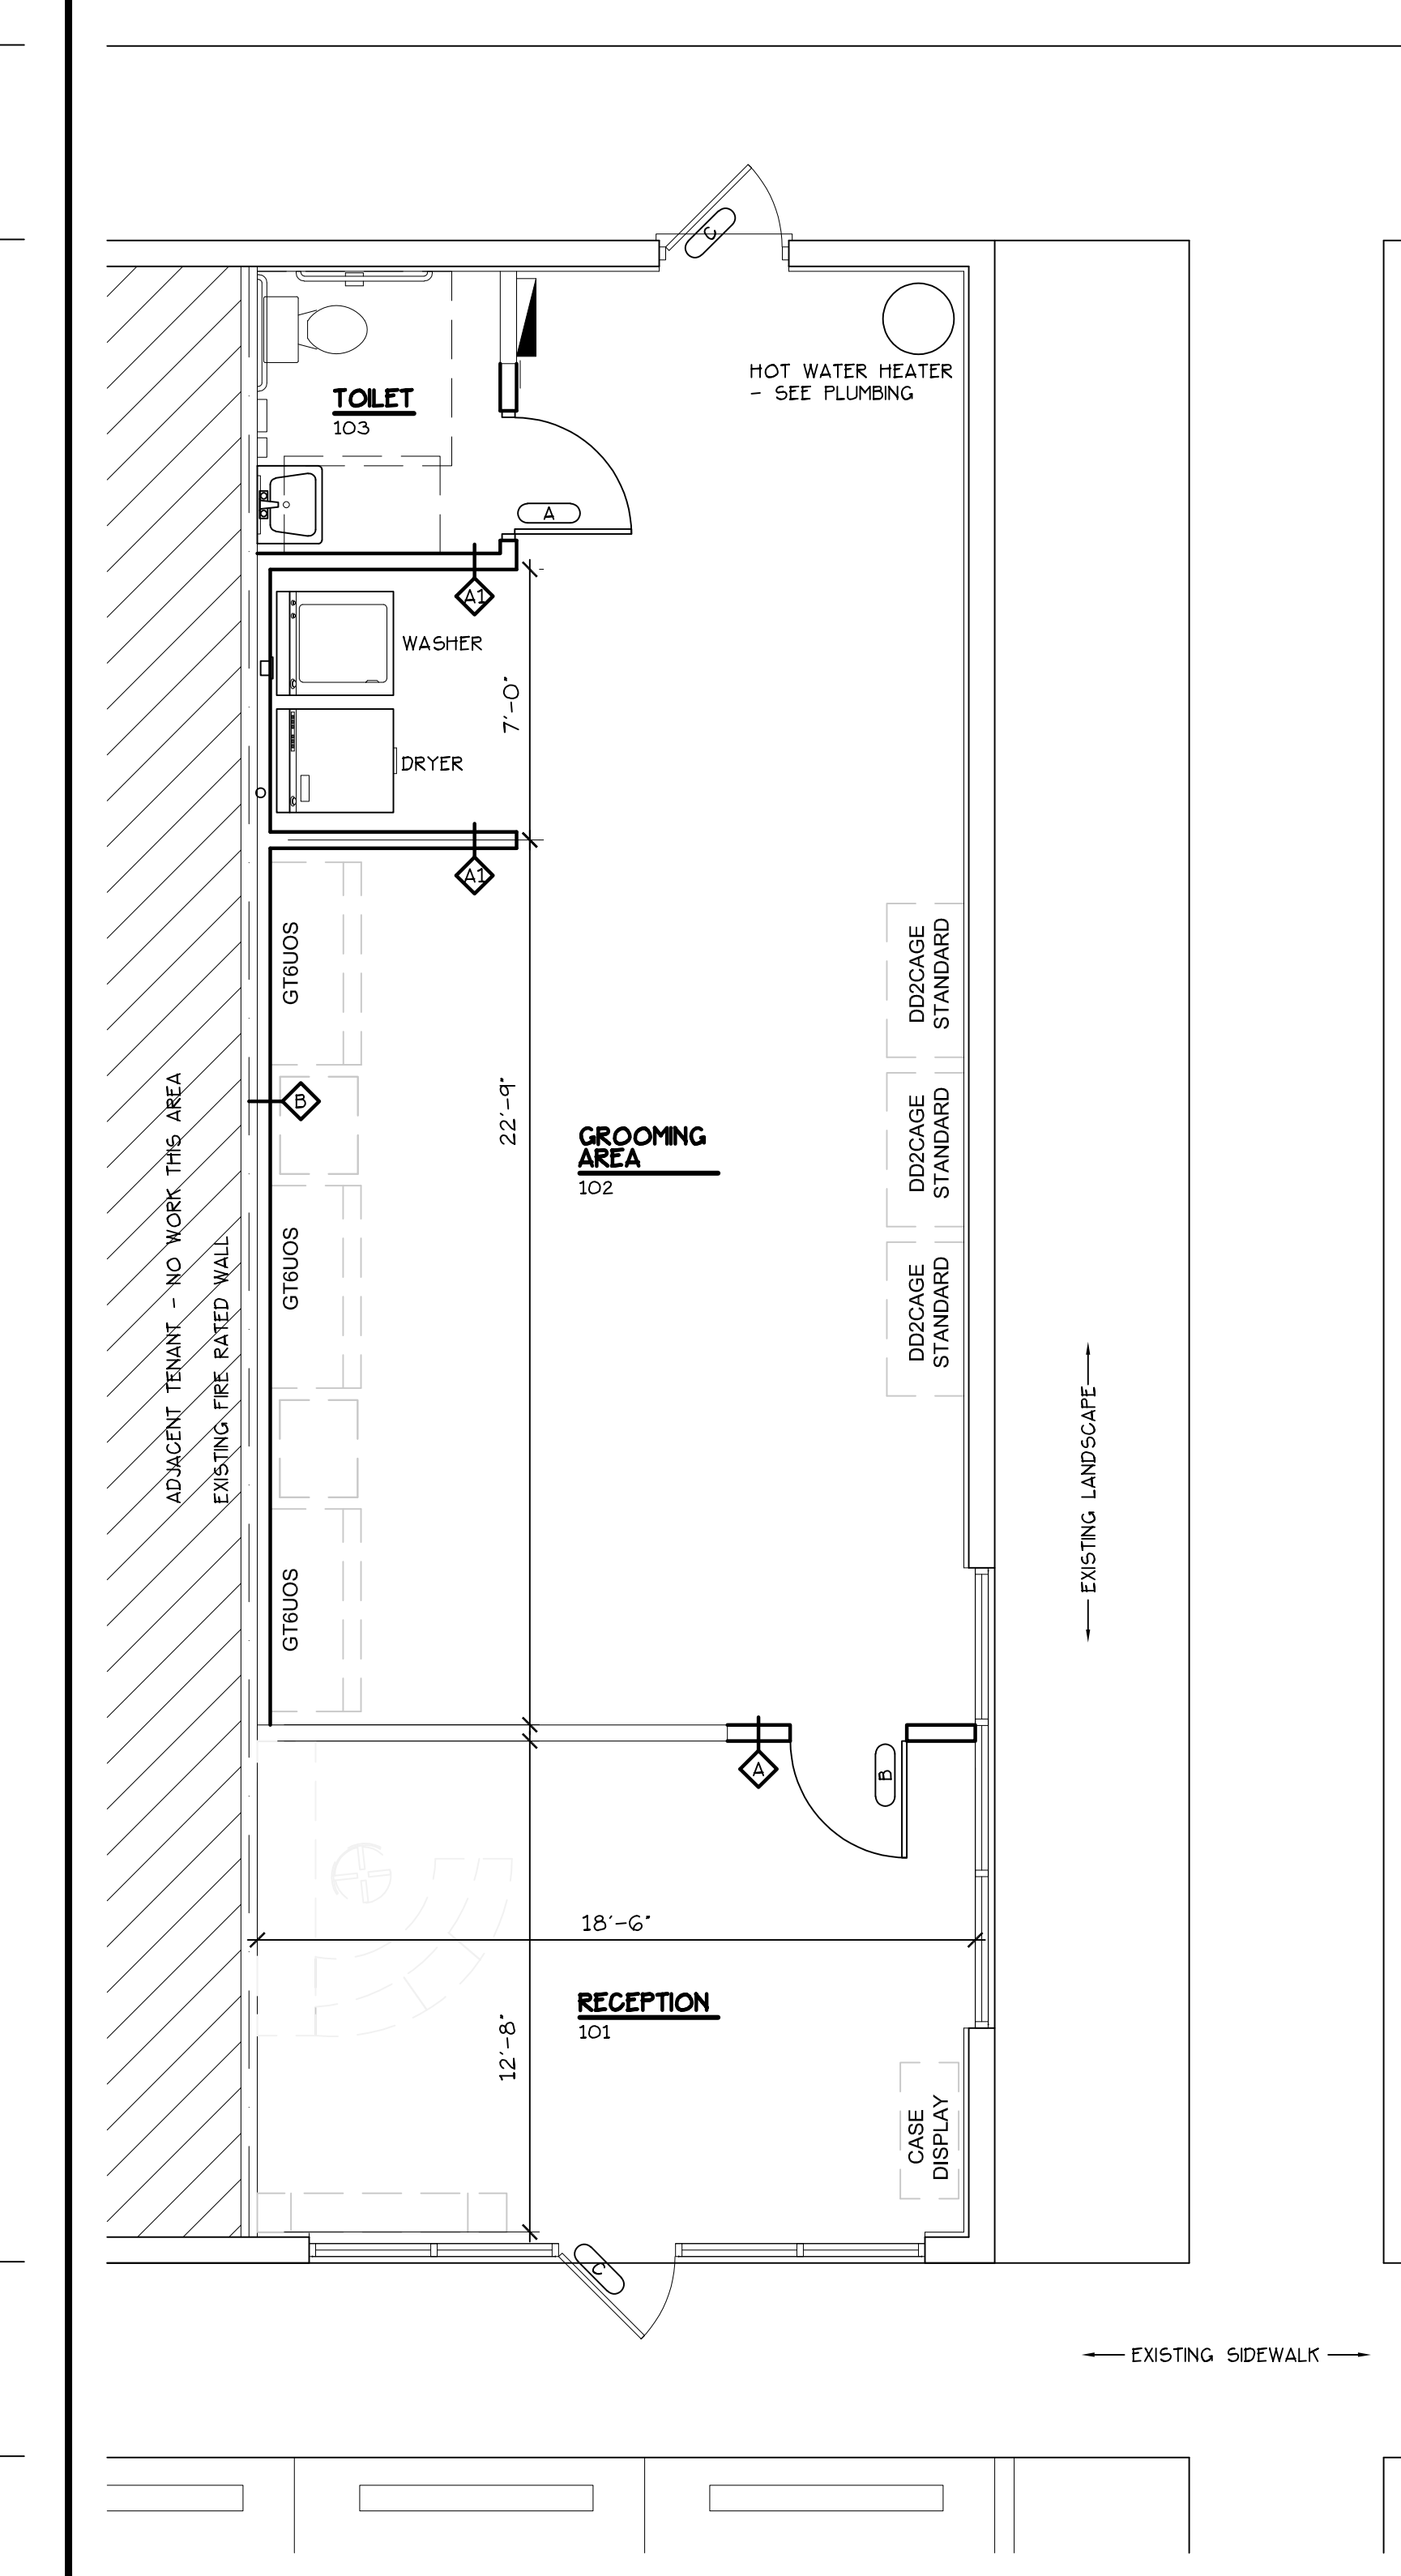 C
HOT WATER HEATER
- SEE PLUMBING
TOILET
103
A
A1
WASHER
7'-0"
DRYER
A1
GT6UOS
DD2CAGE
STANDARD
B
22'-9"
GROOMING
AREA
102
DD2CAGE
STANDARD
ADJACENT TENANT - NO WORK THIS AREA
EXISTING FIRE RATED WALL
GT6UOS
DD2CAGE
STANDARD
EXISTING LANDSCAPE
GT6UOS
A
B
18'-6"
RECEPTION
101
12'-8"
CASE
DISPLAY
C
EXISTING SIDEWALK